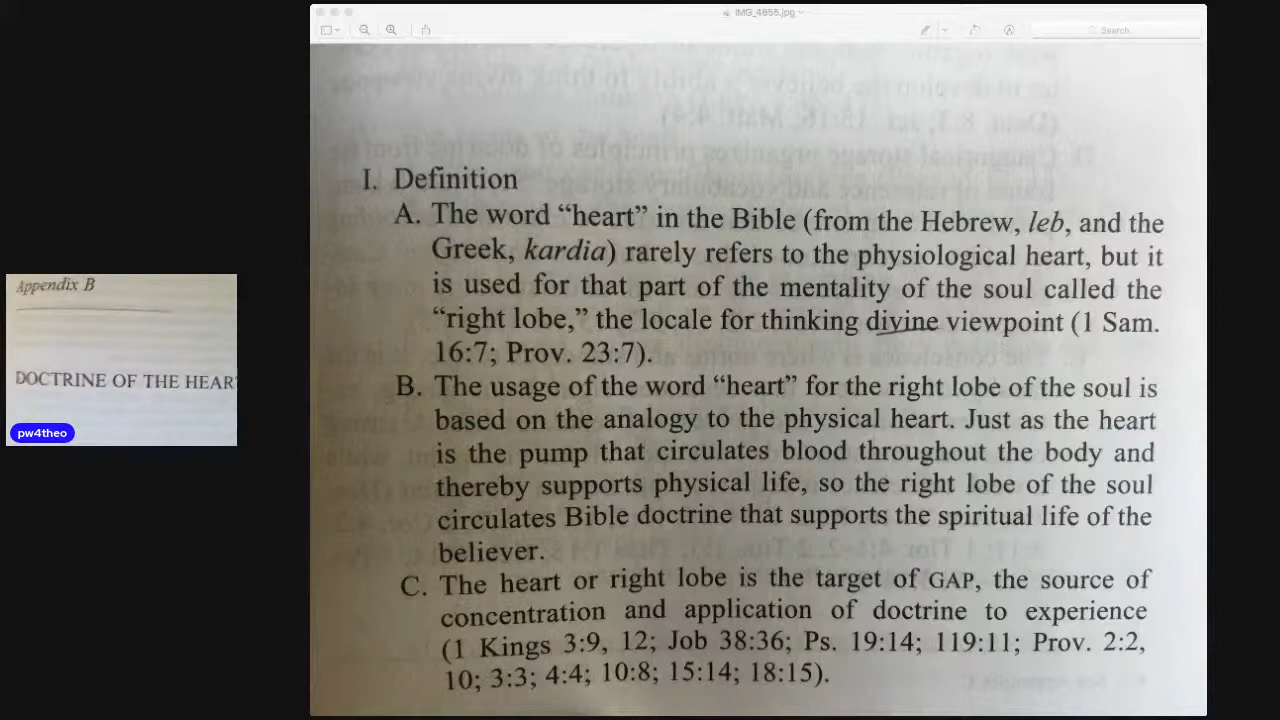 IMG_4855.jpg
Search
Appendix B
DOCTRINE OF THE HEAR
pw4theo
I. Definition
A. The word “heart” in the Bible (from the Hebrew, leb, and the
Greek, kardia) rarely refers to the physiological heart, but it
is used for that part of the mentality of the soul called the
“right lobe,” the locale for thinking divine viewpoint (1 Sam.
16:7; Prov. 23:7).
B. The usage of the word “heart” for the right lobe of the soul is
based on the analogy to the physical heart. Just as the heart
is the pump that circulates blood throughout the body and
thereby supports physical life, so the right lobe of the soul
circulates Bible doctrine that supports the spiritual life of the
believer.
C. The heart or right lobe is the target of GAP, the source of
concentration and application of doctrine to experience
(1 Kings 3:9, 12; Job 38:36; Ps. 19:14; 119:11; Prov. 2:2,
10; 3:3; 4:4; 10:8; 15:14; 18:15).